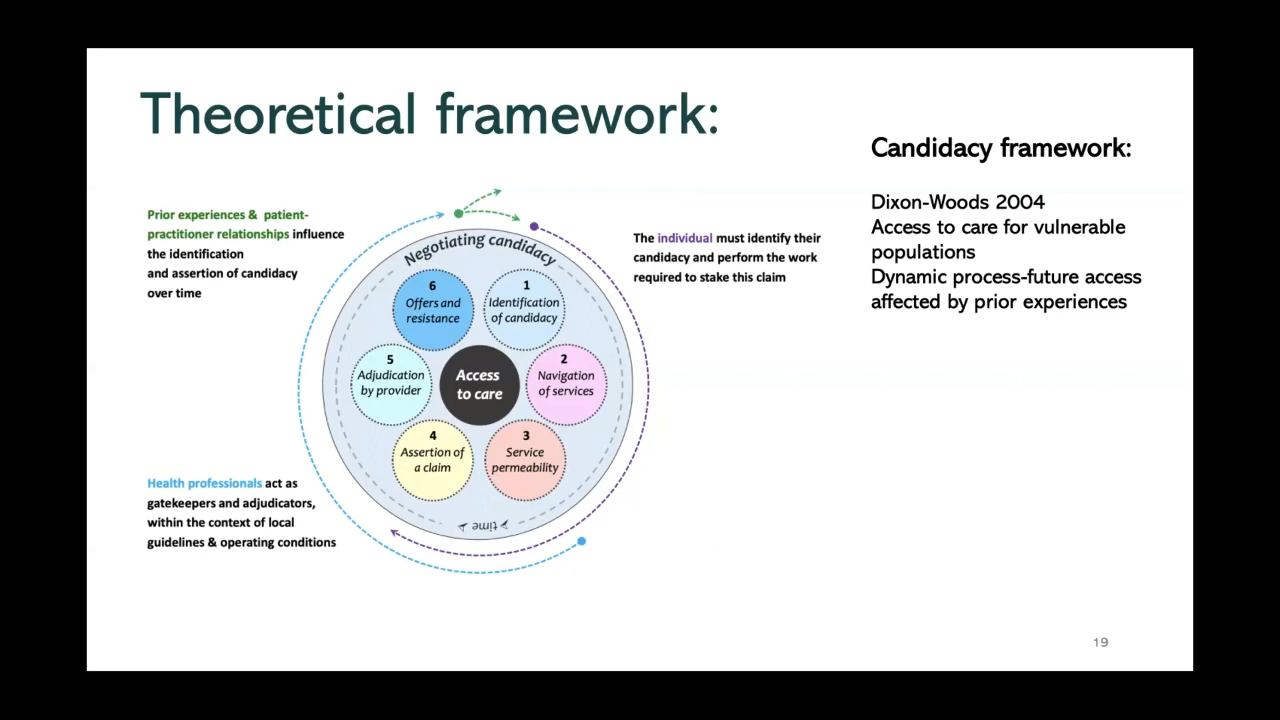 Theoretical framework:
Candidacy framework:
Dixon-Woods 2004
Access to care for vulnerable
populations
Dynamic process-future access
affected by prior experiences
Prior experiences & patient-
practitioner relationships influence
the identification
and assertion of candidacy
over time
The individual must identify their
candidacy and perform the work
required to stake this claim
Negotiating candidacy
6
Offers and
resistance
1
Identification
of candidacy
5
Adjudication
by provider
Access
to care
2
Navigation
of services
4
Assertion of
a claim
3
Service
permeability
time
Health professionals act as
gatekeepers and adjudicators,
within the context of local
guidelines & operating conditions
19